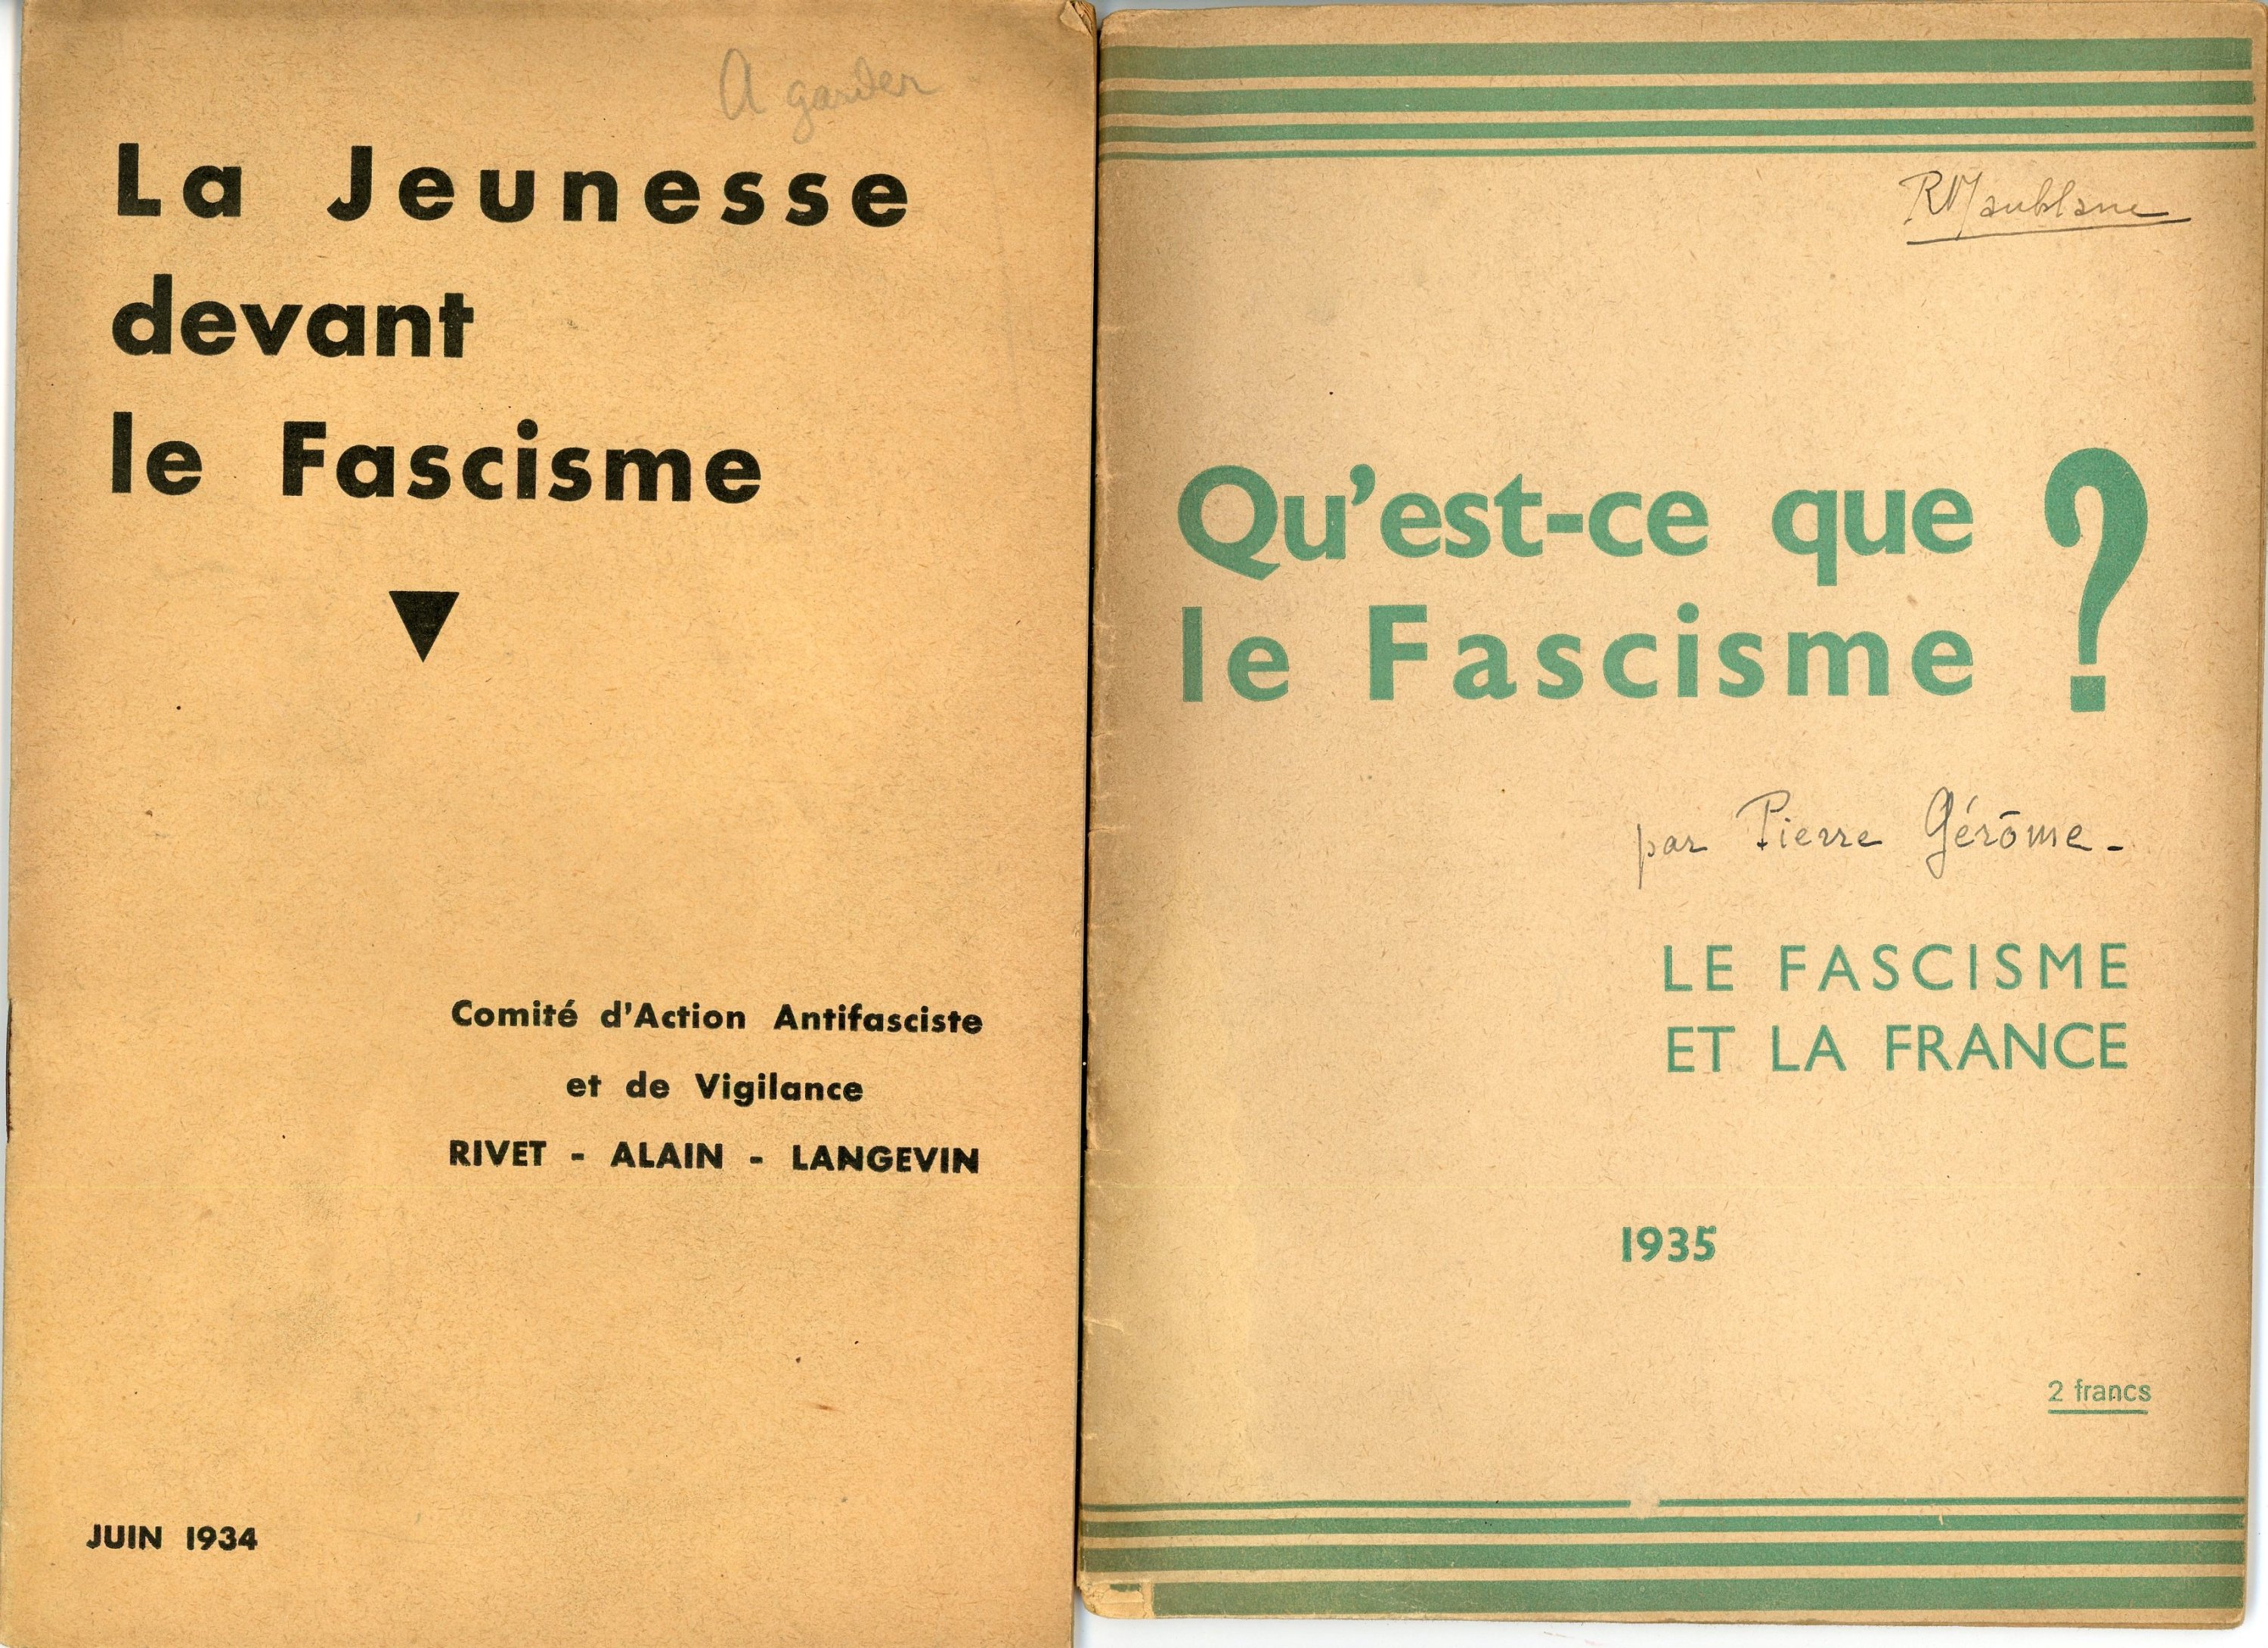 A garder
La Jeunesse
devant
le Fascisme
Comité d'Action Antifasciste
et de Vigilance
RIVET - ALAIN - LANGEVIN
JUIN 1934
R Maublanc
Qu'est-ce que
le Fascisme ?
par Pierre Gérôme -
LE FASCISME
ET LA FRANCE
1935
2 francs